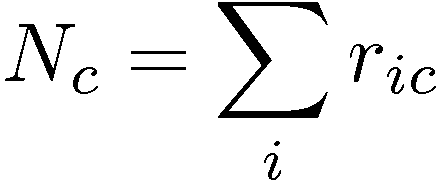 N_c = \sum_i r_{ic}